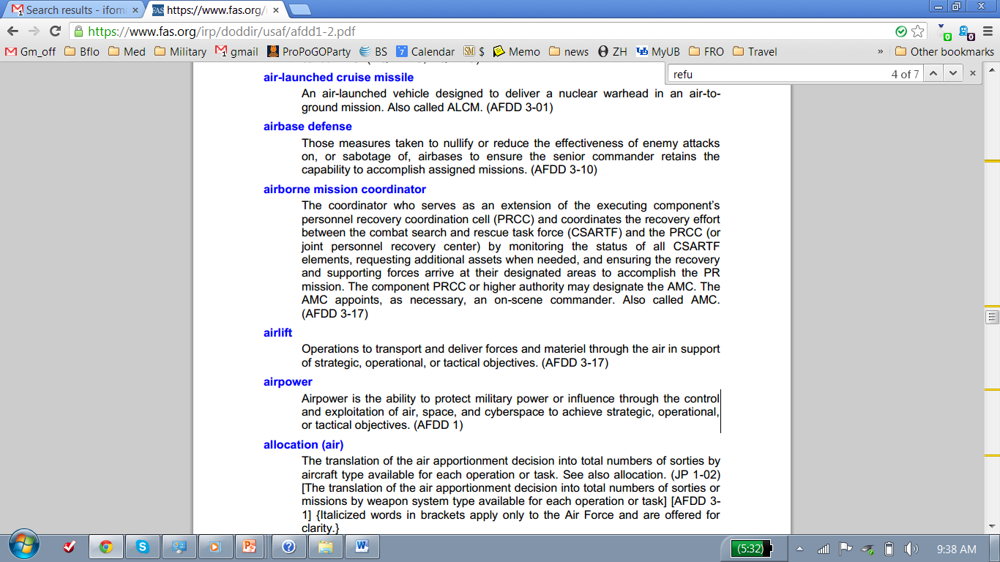 Search results - ifomi
https://www.fas.org/
https://www.fas.org/irp/doddir/usaf/afdd1-2.pdf
0
0
Gm_off Bflo Med Military gmail ProPoGOParty BS 7 Calendar SM $ Memo news ZH MyUB FRO Travel » Other bookmarks
refu 4 of 7
air-launched cruise missile
An air-launched vehicle designed to deliver a nuclear warhead in an air-to-
ground mission. Also called ALCM. (AFDD 3-01)
airbase defense
Those measures taken to nullify or reduce the effectiveness of enemy attacks
on, or sabotage of, airbases to ensure the senior commander retains the
capability to accomplish assigned missions. (AFDD 3-10)
airborne mission coordinator
The coordinator who serves as an extension of the executing component’s
personnel recovery coordination cell (PRCC) and coordinates the recovery effort
between the combat search and rescue task force (CSARTF) and the PRCC (or
joint personnel recovery center) by monitoring the status of all CSARTF
elements, requesting additional assets when needed, and ensuring the recovery
and supporting forces arrive at their designated areas to accomplish the PR
mission. The component PRCC or higher authority may designate the AMC. The
AMC appoints, as necessary, an on-scene commander. Also called AMC.
(AFDD 3-17)
airlift
Operations to transport and deliver forces and materiel through the air in support
of strategic, operational, or tactical objectives. (AFDD 3-17)
airpower
Airpower is the ability to protect military power or influence through the control
and exploitation of air, space, and cyberspace to achieve strategic, operational,
or tactical objectives. (AFDD 1)
allocation (air)
The translation of the air apportionment decision into total numbers of sorties by
aircraft type available for each operation or task. See also allocation. (JP 1-02)
[The translation of the air apportionment decision into total numbers of sorties or
missions by weapon system type available for each operation or task] [AFDD 3-
1] {Italicized words in brackets apply only to the Air Force and are offered for
clarity.}
(5:32)
9:38 AM